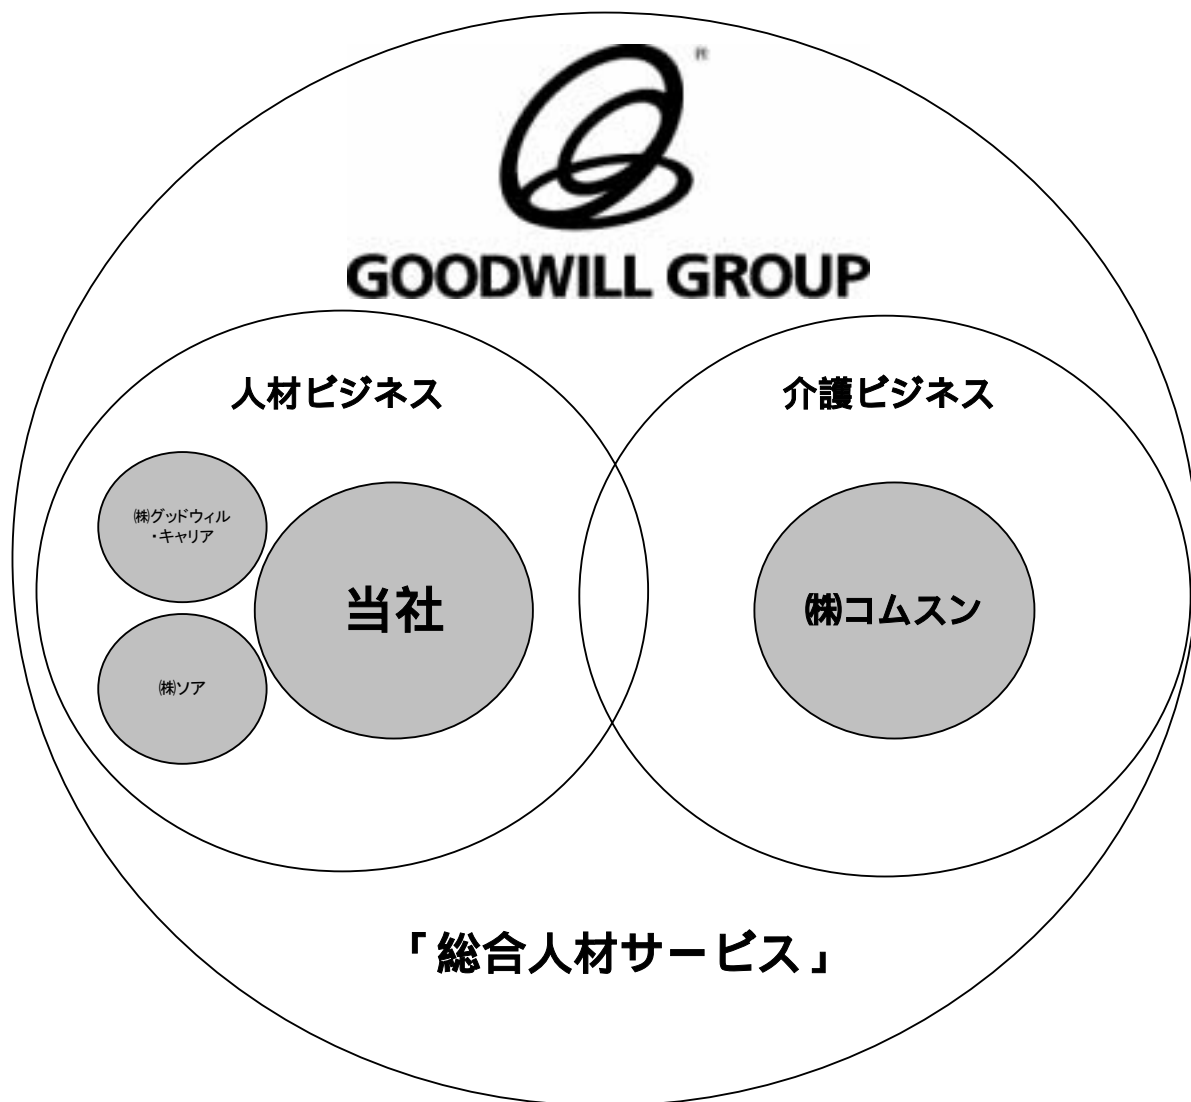 GOODWILL GROUP
人材ビジネス
介護ビジネス
㈱グッドウィル
・キャリア
当社
㈱コムスン
㈱ソア
「総合人材サービス」